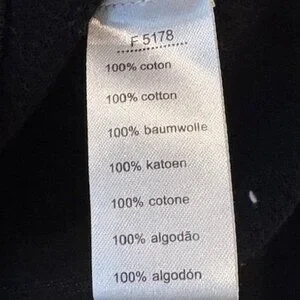 F 5178
100% coton
100% cotton
100% baumwolle
100% katoen
100% cotone
100% algodão
100% algodón